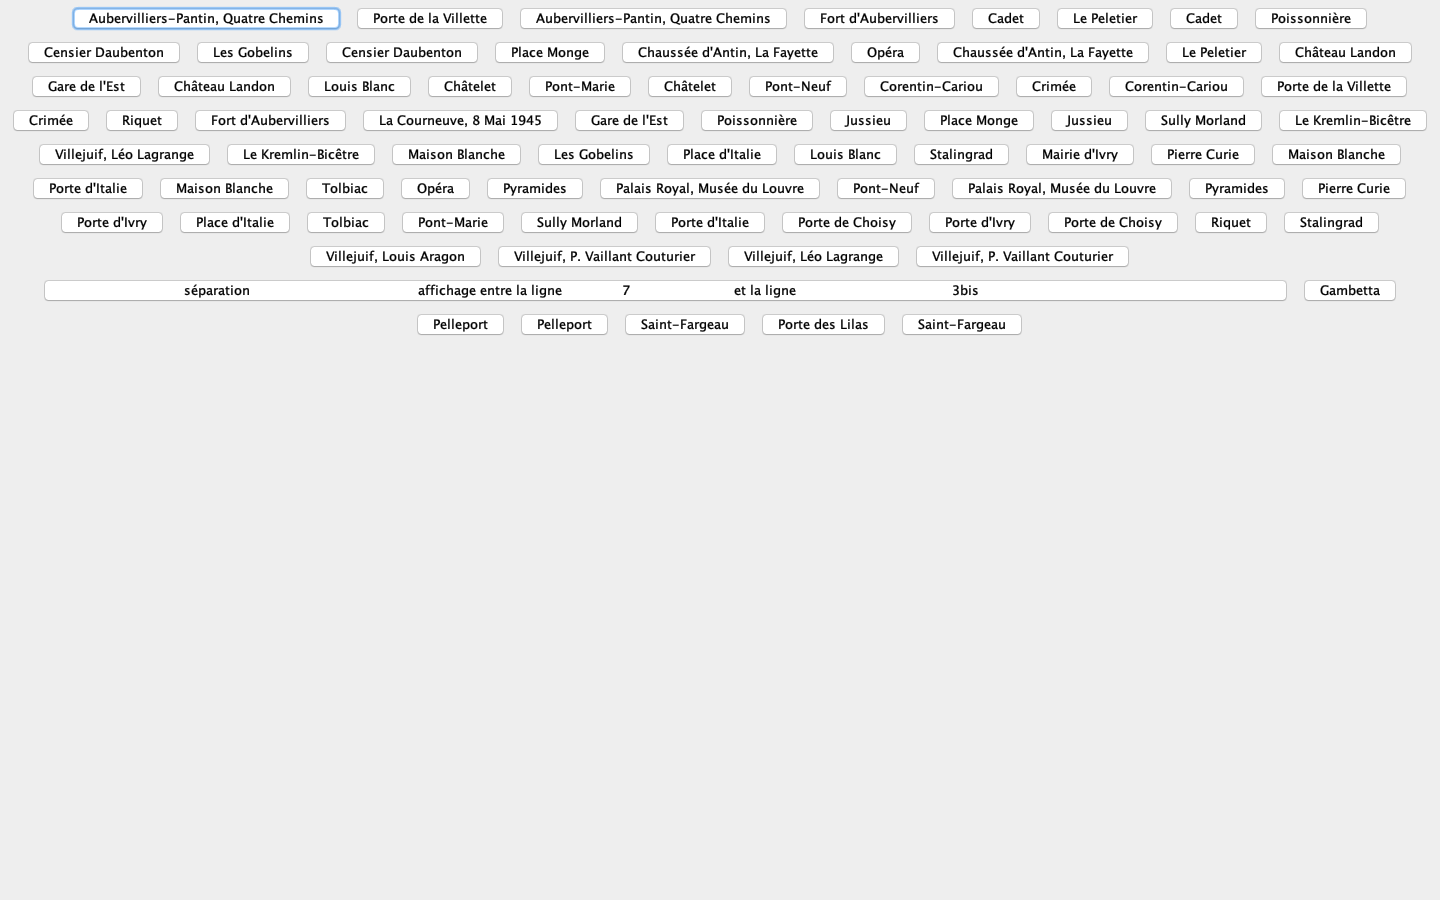 Aubervilliers-Pantin, Quatre Chemins Porte de la Villette Aubervilliers-Pantin, Quatre Chemins Fort d'Aubervilliers Cadet Le Peletier Cadet Poissonnière
Censier Daubenton Les Gobelins Censier Daubenton Place Monge Chaussée d'Antin, La Fayette Opéra Chaussée d'Antin, La Fayette Le Peletier Château Landon
Gare de l'Est Château Landon Louis Blanc Châtelet Pont-Marie Châtelet Pont-Neuf Corentin-Cariou Crimée Corentin-Cariou Porte de la Villette
Crimée Riquet Fort d'Aubervilliers La Courneuve, 8 Mai 1945 Gare de l'Est Poissonnière Jussieu Place Monge Jussieu Sully Morland Le Kremlin-Bicêtre
Villejuif, Léo Lagrange Le Kremlin-Bicêtre Maison Blanche Les Gobelins Place d'Italie Louis Blanc Stalingrad Mairie d'Ivry Pierre Curie Maison Blanche
Porte d'Italie Maison Blanche Tolbiac Opéra Pyramides Palais Royal, Musée du Louvre Pont-Neuf Palais Royal, Musée du Louvre Pyramides Pierre Curie
Porte d'Ivry Place d'Italie Tolbiac Pont-Marie Sully Morland Porte d'Italie Porte de Choisy Porte d'Ivry Porte de Choisy Riquet Stalingrad
Villejuif, Louis Aragon Villejuif, P. Vaillant Couturier Villejuif, Léo Lagrange Villejuif, P. Vaillant Couturier
séparation affichage entre la ligne 7 et la ligne 3bis Gambetta
Pelleport Pelleport Saint-Fargeau Porte des Lilas Saint-Fargeau